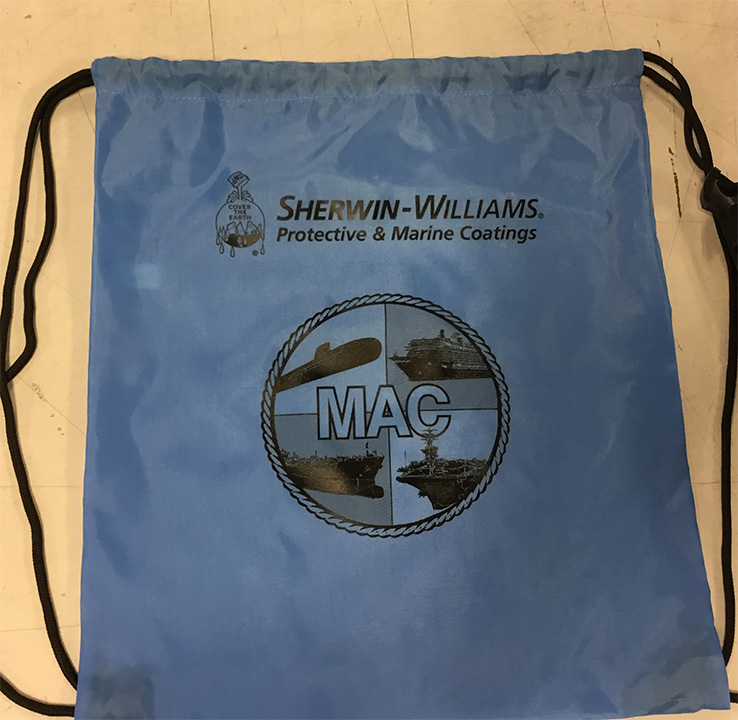 COVER
THE
EARTH
SHERWIN-WILLIAMS®
Protective & Marine Coatings
®
MAC